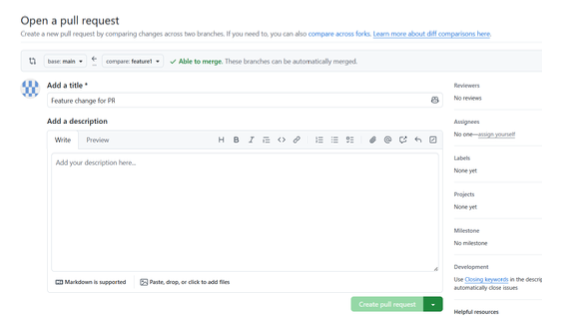 Open a pull request
Create a new pull request by comparing changes across two branches. If you need to, you can also compare across forks. Learn more about diff comparisons here.
base: main
compare: feature1
Able to merge. These branches can be automatically merged.
Add a title *
Feature change for PR
Add a description
Write
Preview
Add your description here...
Markdown is supported
Paste, drop, or click to add files
Create pull request
Reviewers
No reviews
Assignees
No one—assign yourself
Labels
None yet
Projects
None yet
Milestone
No milestone
Development
Use Closing keywords in the descrip
automatically close issues
Helpful resources